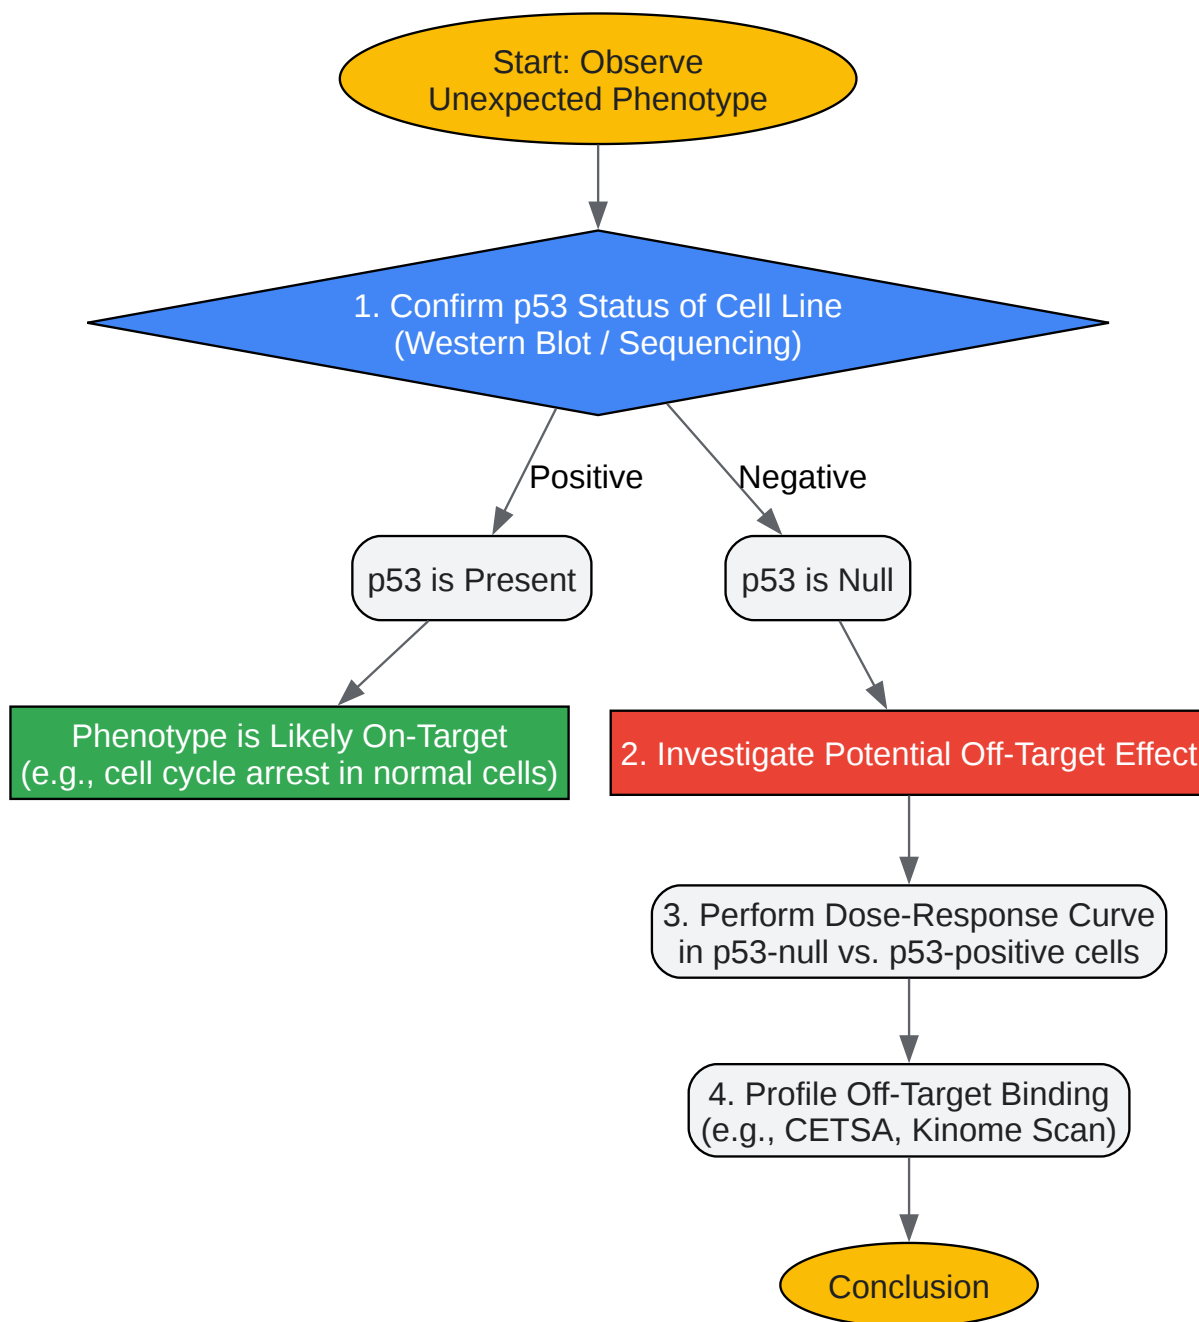 Start: Observe
Unexpected Phenotype
1. Confirm p53 Status of Cell Line
(Western Blot / Sequencing)
Positive
Negative
p53 is Present
p53 is Null
Phenotype is Likely On-Target
(e.g., cell cycle arrest in normal cells)
2. Investigate Potential Off-Target Effect
3. Perform Dose-Response Curve
in p53-null vs. p53-positive cells
4. Profile Off-Target Binding
(e.g., CETSA, Kinome Scan)
Conclusion